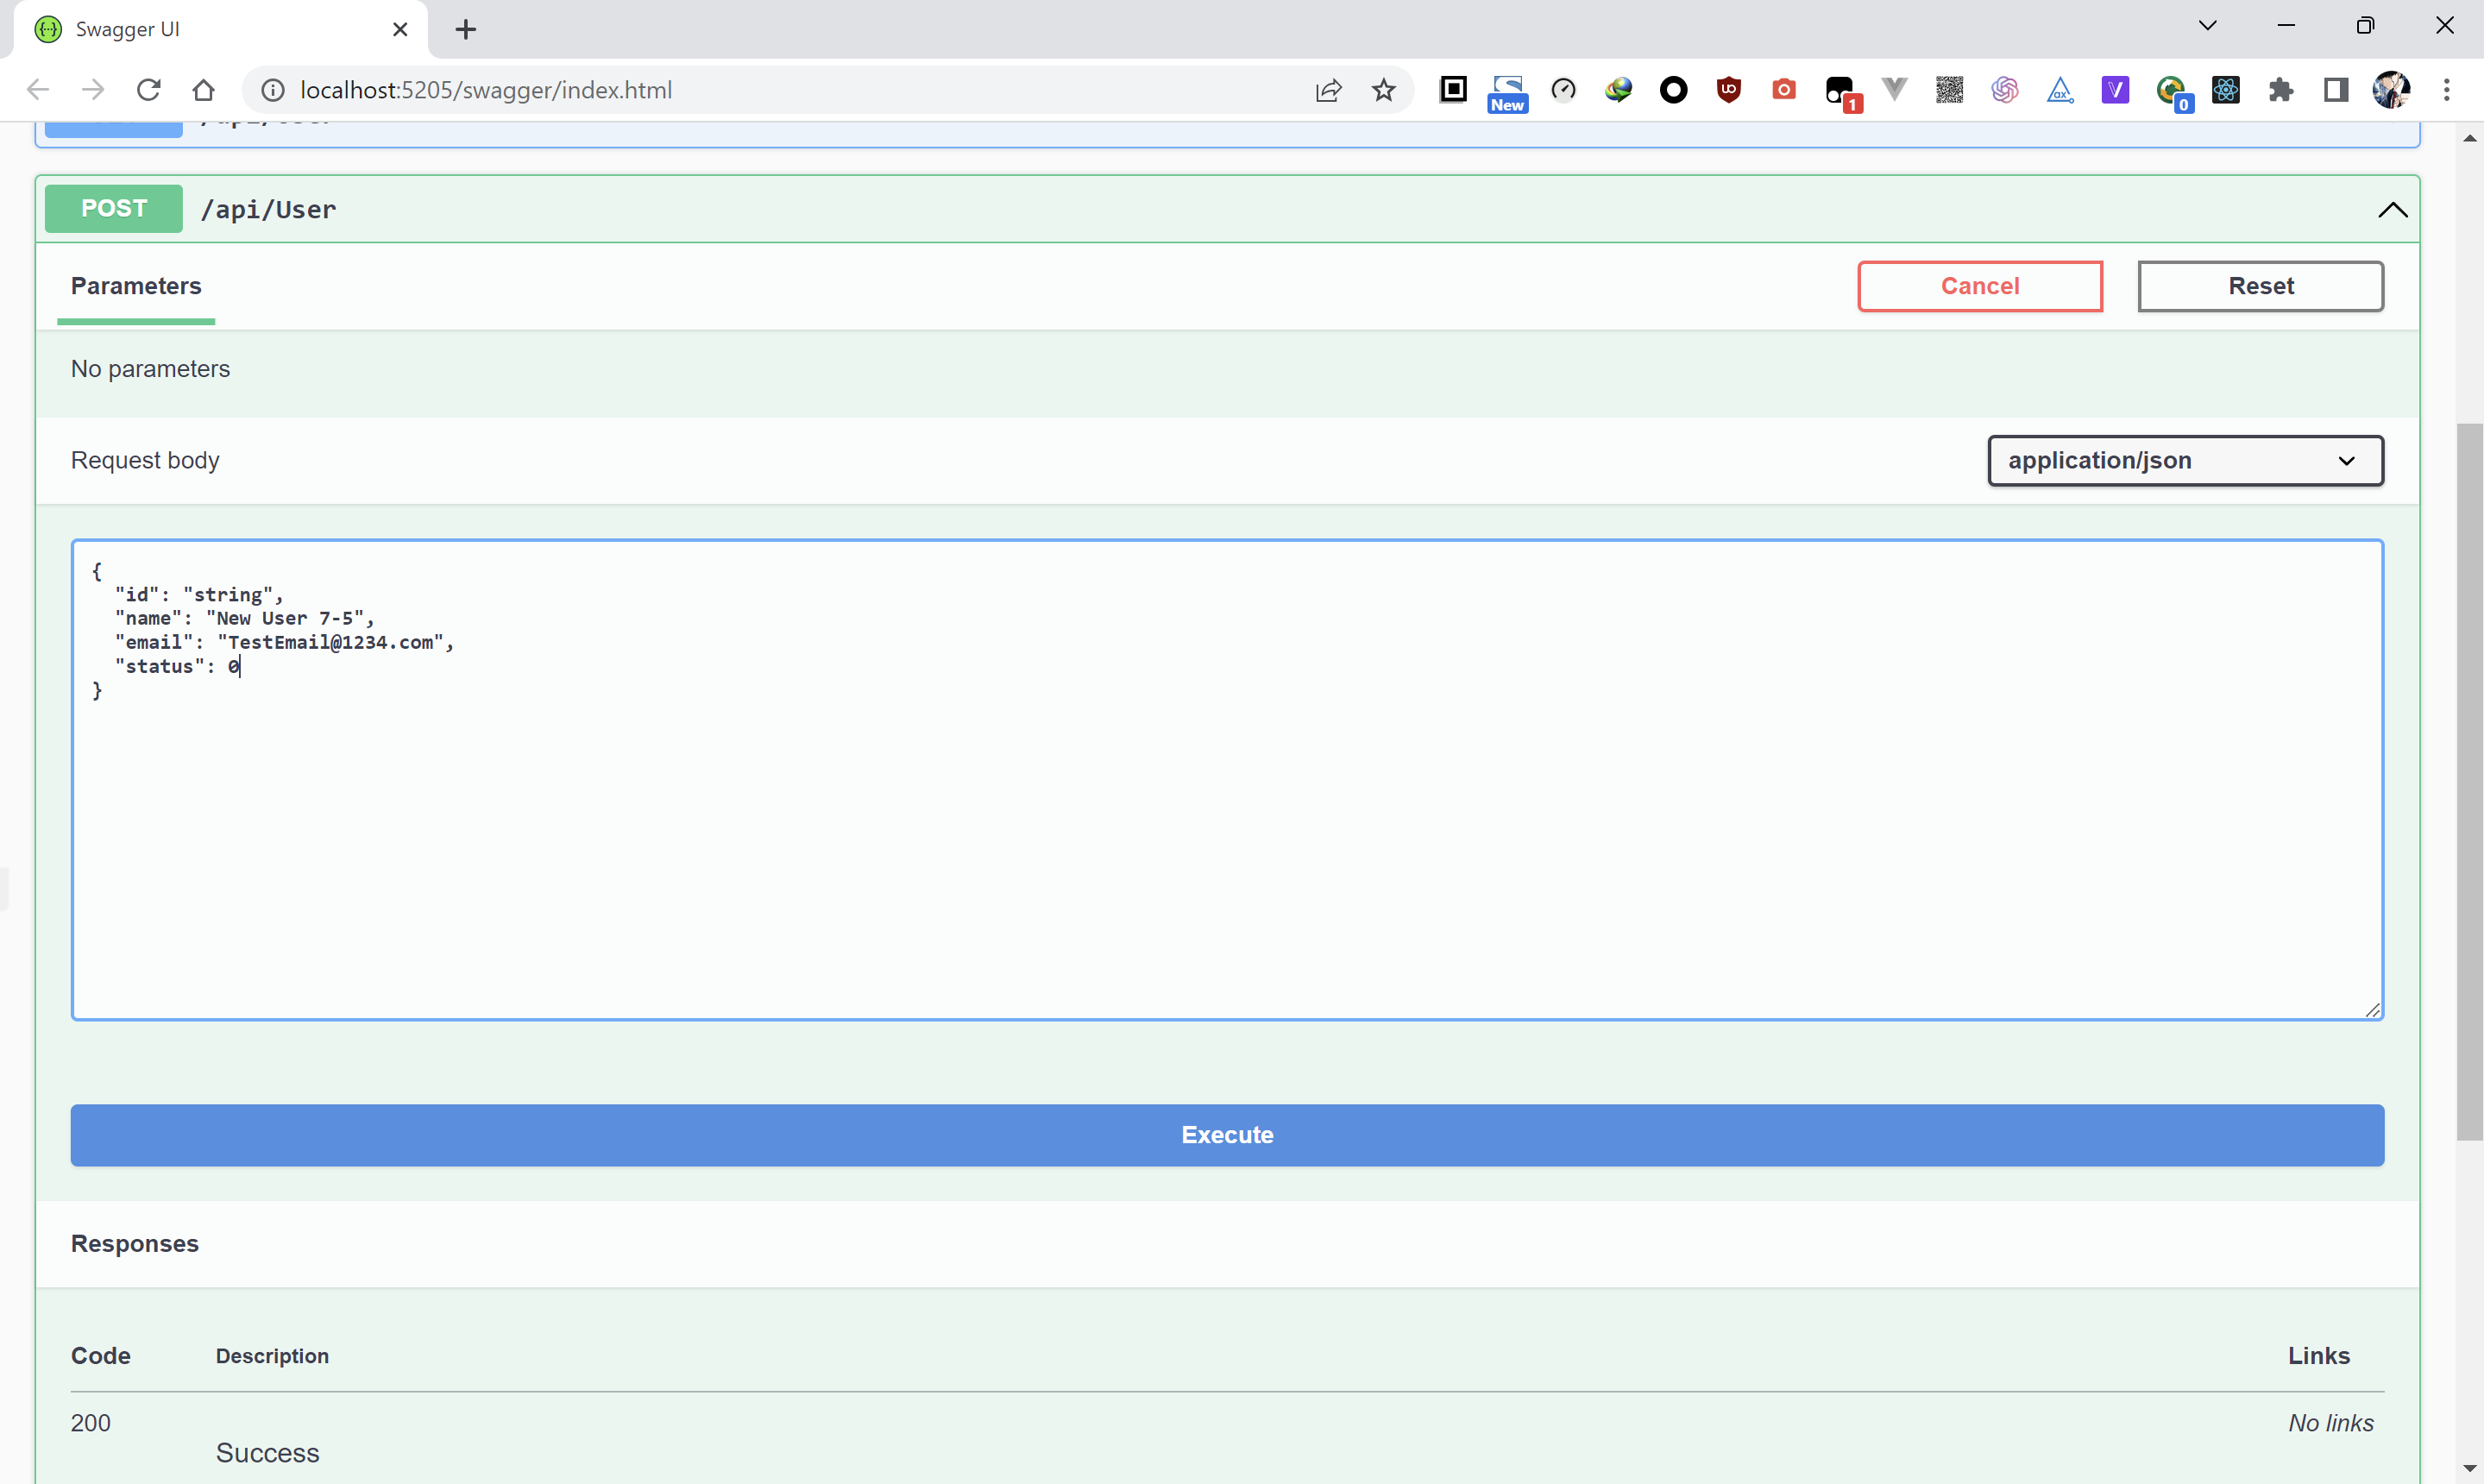 Swagger UI
localhost:5205/swagger/index.html
New
1
0
/api/User
POST
/api/User
Parameters
Cancel
Reset
No parameters
Request body
application/json
{
"id": "string",
"name": "New User 7-5",
"email": "TestEmail@1234.com",
"status": 0
}
Execute
Responses
Code
Description
Links
200
Success
No links